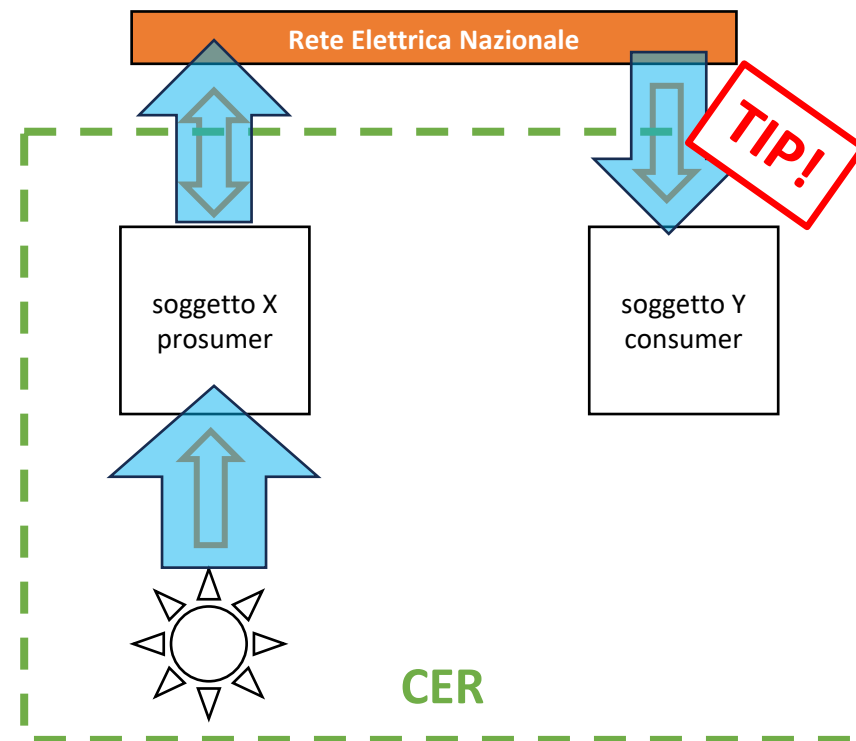 Rete Elettrica Nazionale
TIP!
soggetto X
prosumer
soggetto Y
consumer
CER